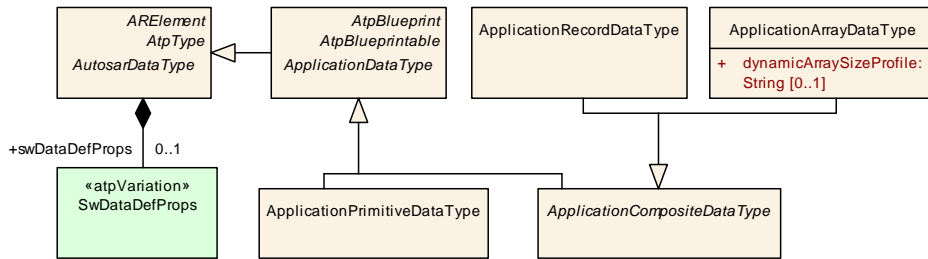 ARElement
AtpType
AutosarDataType
AtpBlueprint
AtpBlueprintable
ApplicationDataType
ApplicationRecordDataType
ApplicationArrayDataType
+ dynamicArraySizeProfile:
String [0..1]
+swDataDefProps 0..1
«atpVariation»
SwDataDefProps
ApplicationPrimitiveDataType
ApplicationCompositeDataType